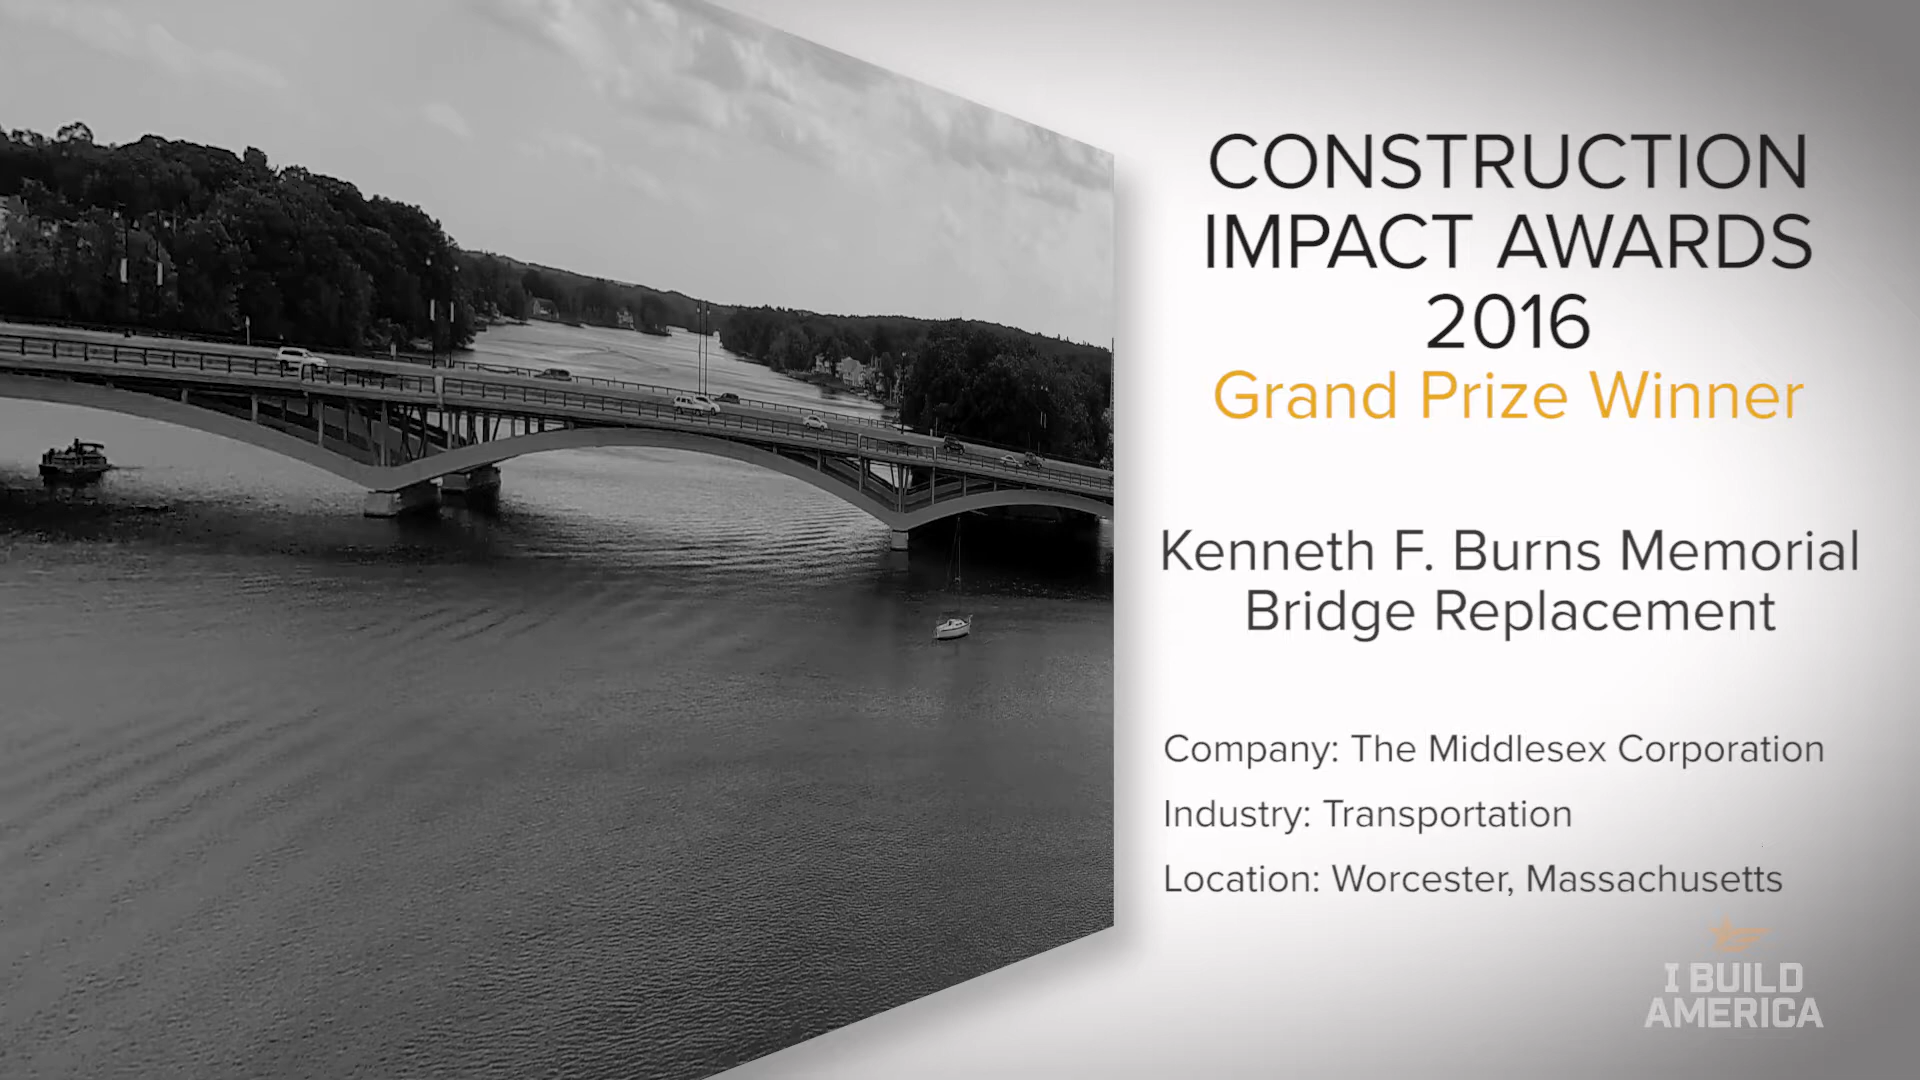 CONSTRUCTION
IMPACT AWARDS
2016
Grand Prize Winner
Kenneth F. Burns Memorial
Bridge Replacement
Company: The Middlesex Corporation
Industry: Transportation
Location: Worcester, Massachusetts
I BUILD
AMERICA